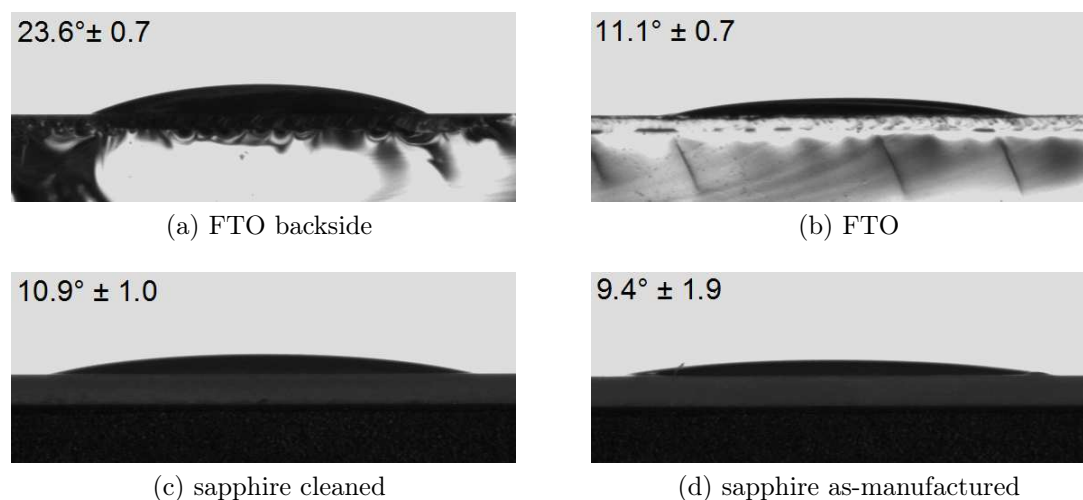 23.6°± 0.7
11.1° ± 0.7
(a) FTO backside
(b) FTO
10.9° ± 1.0
9.4° ± 1.9
(c) sapphire cleaned
(d) sapphire as-manufactured